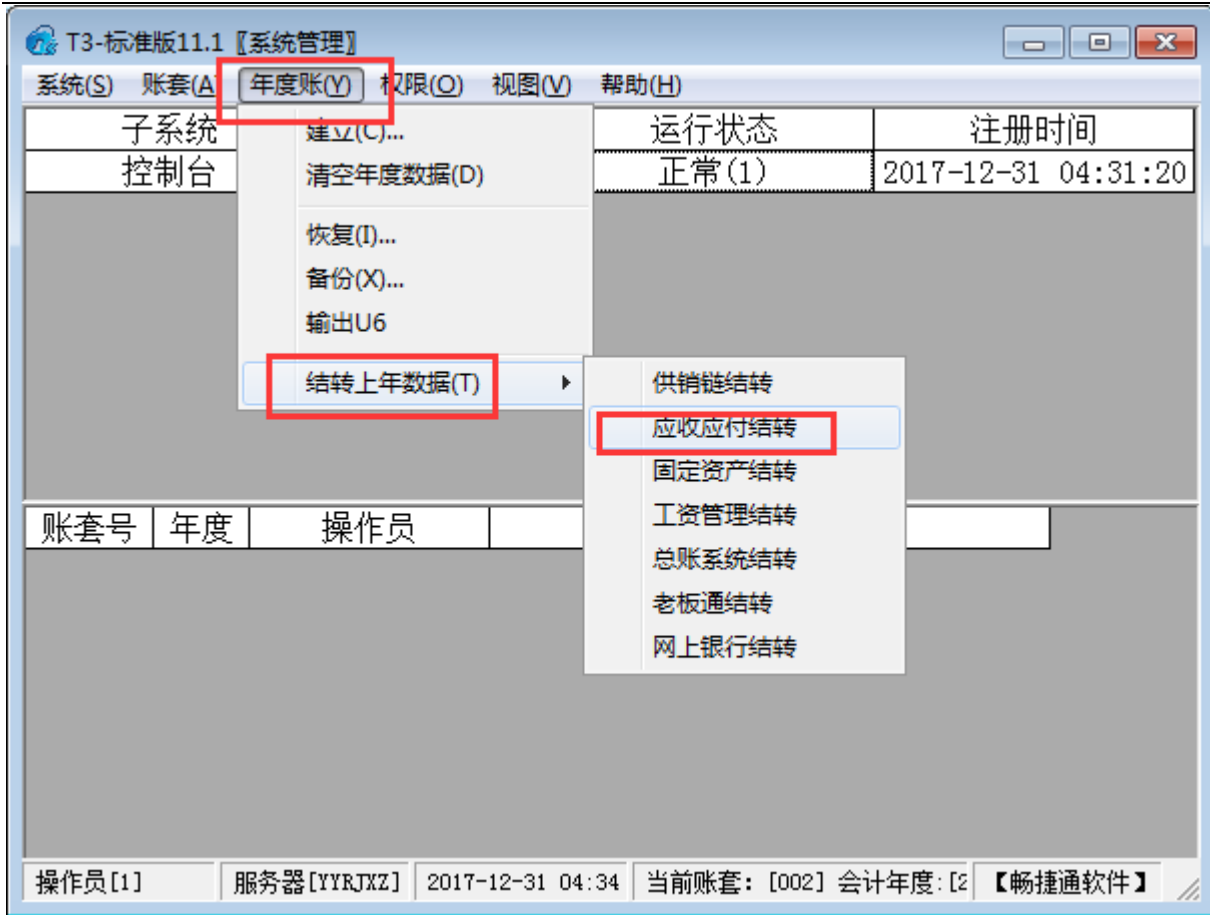 T3-标准版11.1〖系统管理〗
系统(S) 账套(A 年度账(Y) 权限(O) 视图(V) 帮助(H)
子系统 运行状态 注册时间
控制台 正常(1) 2017-12-31 04:31:20
建立(C)...
清空年度数据(D)
恢复(I)...
备份(X)...
输出U6
结转上年数据(T)
供销链结转
应收应付结转
固定资产结转
工资管理结转
总账系统结转
老板通结转
网上银行结转
账套号 年度 操作员
操作员[1] 服务器[YYRJXZ] 2017-12-31 04:34 当前账套: [002] 会计年度:[2 【畅捷通软件】